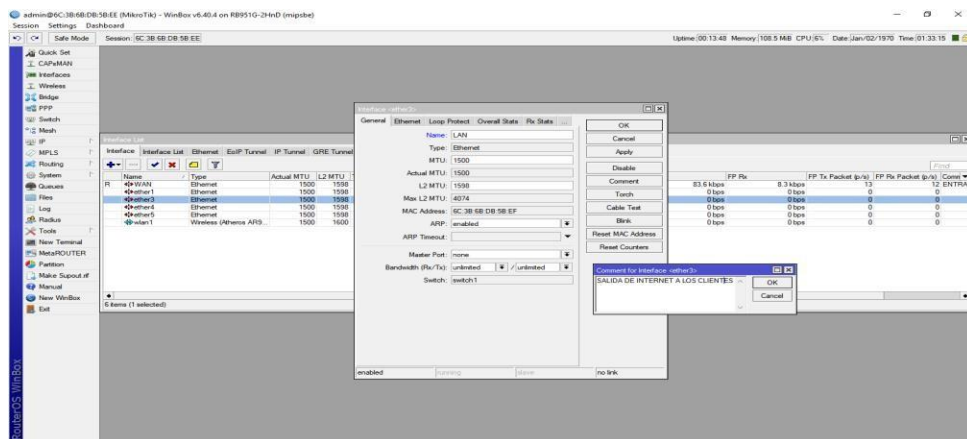 admin@6C:3B:6B:DB:5B:EE (MikroTik) - WinBox v6.40.4 on RB951G-2HnD (mipsbe)
Session Settings Dashboard
Safe Mode Session: 6C:3B:6B:DB:5B:EE Uptime: 00:13:48 Memory: 108.5 MiB CPU: 6% Date: Jan/02/1970 Time: 01:33:15
Quick Set
CAPsMAN
Interfaces
Wireless
Bridge
PPP
Switch
Mesh
IP
MPLS
Routing
System
Queues
Files
Log
Radius
Tools
New Terminal
MetaROUTER
Partition
Make Supout.rif
Manual
New WinBox
Exit
RouterOS WinBox
Interface List
Interface Interface List Ethernet EoIP Tunnel IP Tunnel GRE Tunnel
Find
Name Type Actual MTU L2 MTU FP Rx FP Tx Packet (p/s) FP Rx Packet (p/s)
R WAN Ethernet 1500 1598 83.6 kbps 8.3 kbps 13 12 ENTRA
ether1 Ethernet 1500 1598 0 bps 0 bps 0 0
ether3 Ethernet 1500 1598 0 bps 0 bps 0 0
ether4 Ethernet 1500 1598 0 bps 0 bps 0 0
ether5 Ethernet 1500 1598 0 bps 0 bps 0 0
wlan1 Wireless (Atheros AR9... 1500 1600 0 bps 0 bps 0 0
6 items (1 selected)
Interface <ether3>
General Ethernet Loop Protect Overall Stats Rx Stats ...
Name: LAN
Type: Ethernet
MTU: 1500
Actual MTU: 1500
L2 MTU: 1598
Max L2 MTU: 4074
MAC Address: 6C:3B:6B:DB:5B:EF
ARP: enabled
ARP Timeout:
Master Port: none
Bandwidth (Rx/Tx): unlimited / unlimited
Switch: switch1
OK
Cancel
Apply
Disable
Comment
Torch
Cable Test
Blink
Reset MAC Address
Reset Counters
enabled running slave no link
Comment for Interface <ether3>
SALIDA DE INTERNET A LOS CLIENTES
OK
Cancel